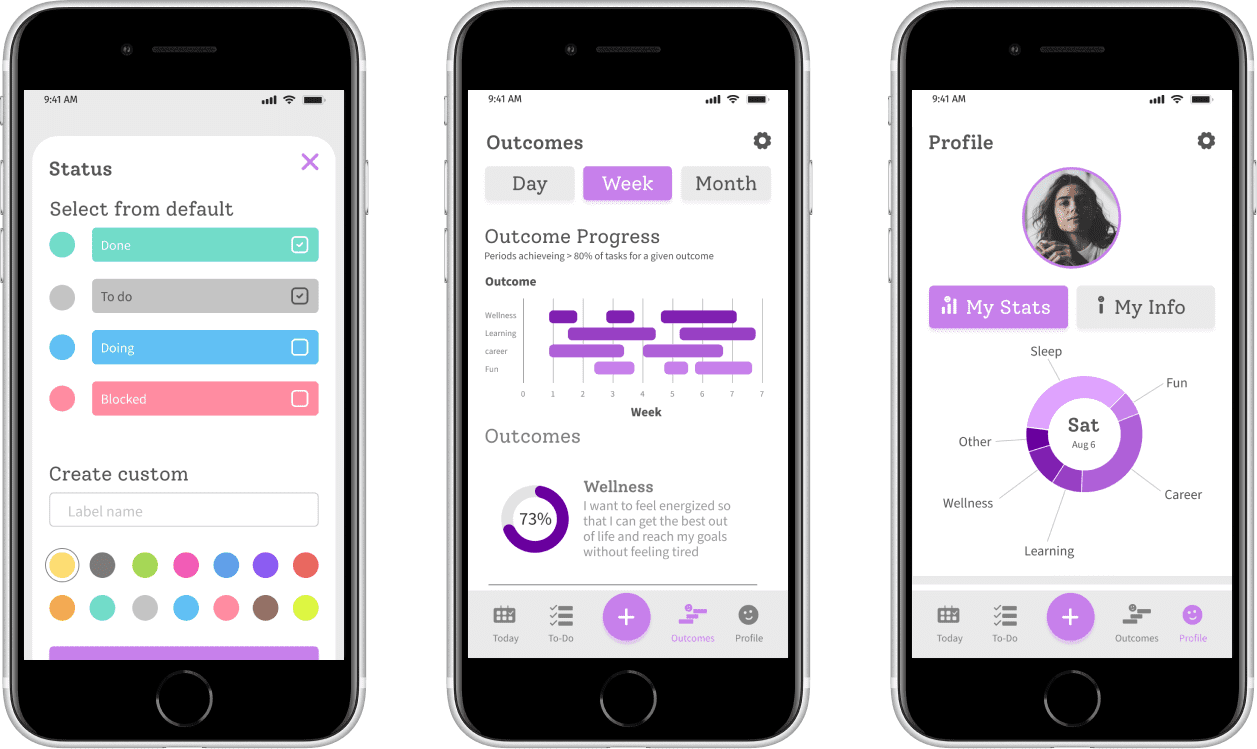 9:41 AM
Status
Select from default
Done
To do
Doing
Blocked
Create custom
Label name
9:41 AM
Outcomes
Day Week Month
Outcome Progress
Periods achieveing > 80% of tasks for a given outcome
Outcome
Wellness
Learning
career
Fun
0 1 2 3 4 5 6 7 7
Week
Outcomes
73%
Wellness
I want to feel energized so
that I can get the best out
of life and reach my goals
without feeling tired
Today To-Do Outcomes Profile
9:41 AM
Profile
My Stats My Info
Sleep
Fun
Other
Sat
Aug 6
Wellness
Career
Learning
Today To-Do Outcomes Profile